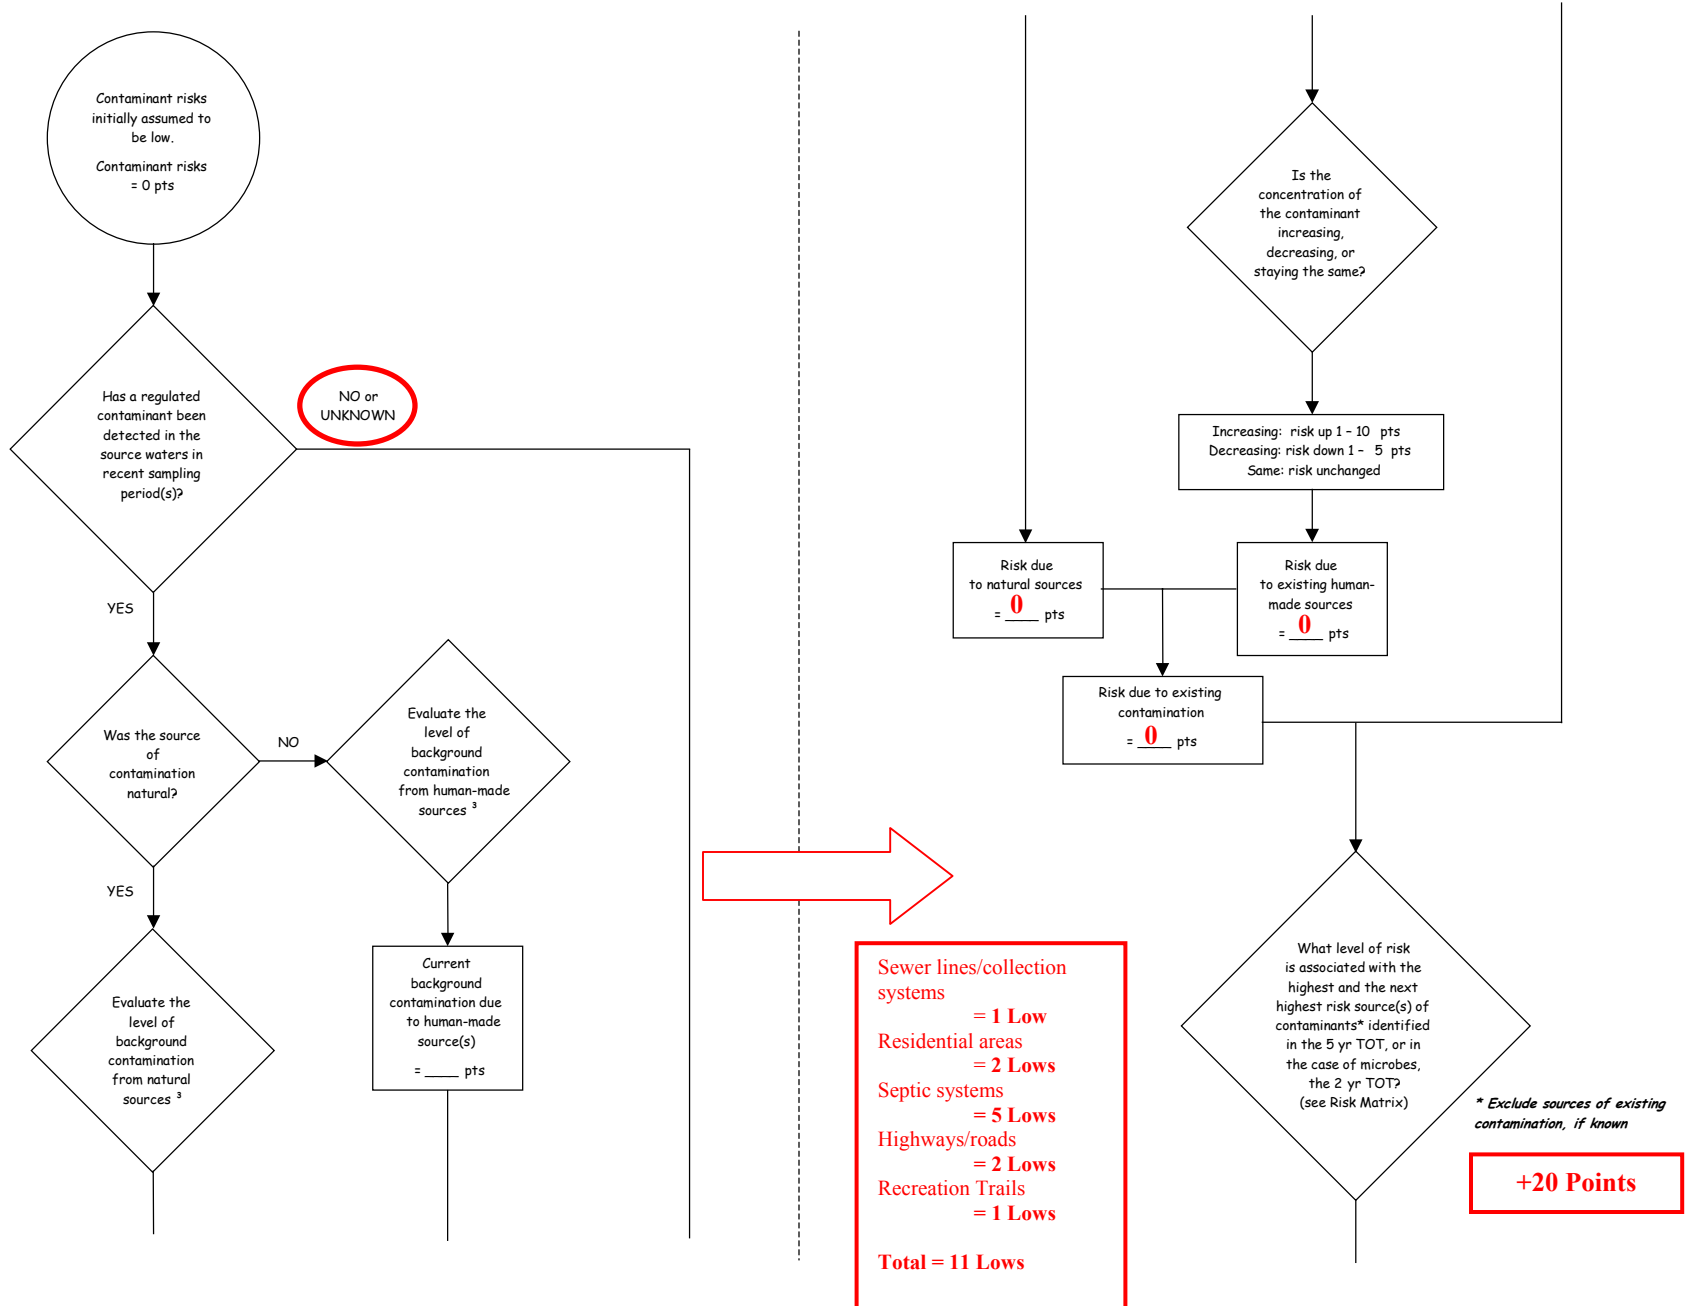 Contaminant risks
initially assumed to
be low.
Contaminant risks
= 0 pts
Has a regulated
contaminant been
detected in the
source waters in
recent sampling
period(s)?
NO or
UNKNOWN
YES
Was the source
of
contamination
natural?
NO
Evaluate the
level of
background
contamination
from human-made
sources ³
YES
Evaluate the
level of
background
contamination
from natural
sources ³
Current
background
contamination due
to human-made
source(s)
= ____ pts
Is the
concentration of
the contaminant
increasing,
decreasing, or
staying the same?
Increasing: risk up 1 – 10 pts
Decreasing: risk down 1 – 5 pts
Same: risk unchanged
Risk due
to natural sources
= 0 pts
Risk due
to existing human-
made sources
= 0 pts
Risk due to existing
contamination
= 0 pts
Sewer lines/collection
systems
= 1 Low
Residential areas
= 2 Lows
Septic systems
= 5 Lows
Highways/roads
= 2 Lows
Recreation Trails
= 1 Lows
Total = 11 Lows
What level of risk
is associated with the
highest and the next
highest risk source(s) of
contaminants* identified
in the 5 yr TOT, or in
the case of microbes,
the 2 yr TOT?
(see Risk Matrix)
* Exclude sources of existing
contamination, if known
+20 Points